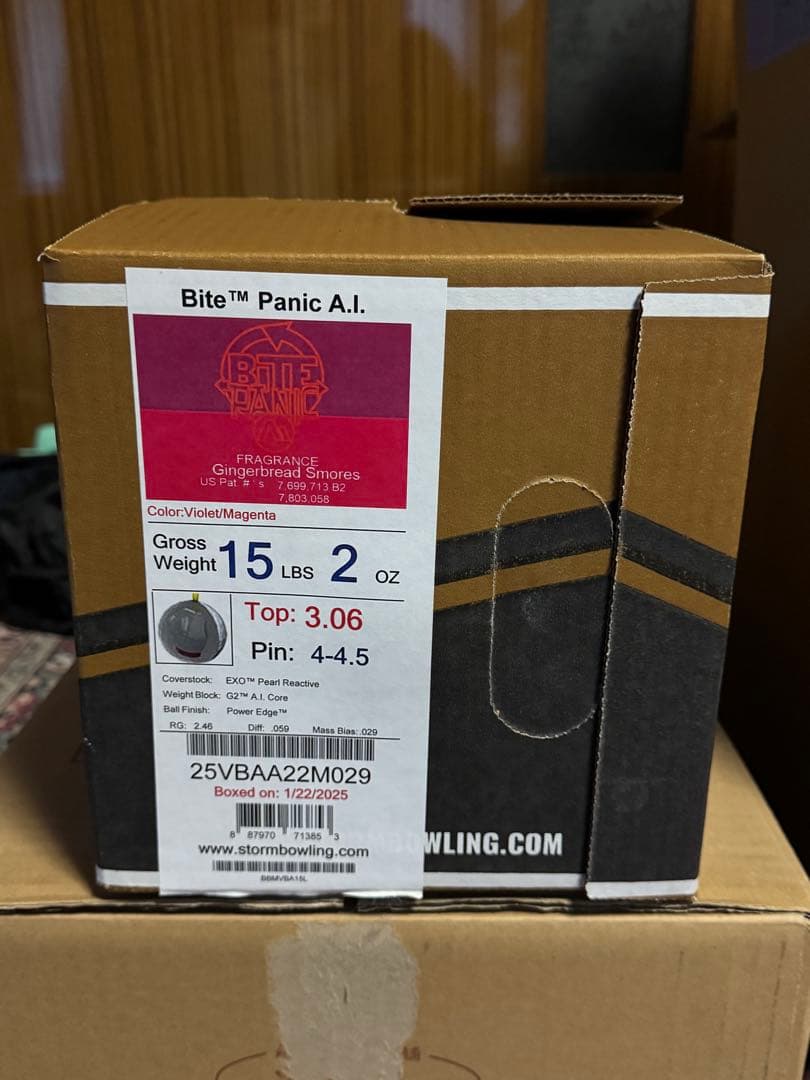 Bite™ Panic A.I.
BITE
PANIC
FRAGRANCE
Gingerbread Smores
US Pat. #'s 7,699,713 B2
7,803,058
Color:Violet/Magenta
Gross Weight 15 LBS 2 OZ
Top: 3.06
Pin: 4-4.5
Coverstock: EXO™ Pearl Reactive
Weight Block: G2™ A.I. Core
Ball Finish: Power Edge™
RG: 2.46 Diff: .059 Mass Bias: .029
25VBAA22M029
Boxed on: 1/22/2025
8 87970 71385 3
www.stormbowling.com
BBMVBA15L
WLING.COM